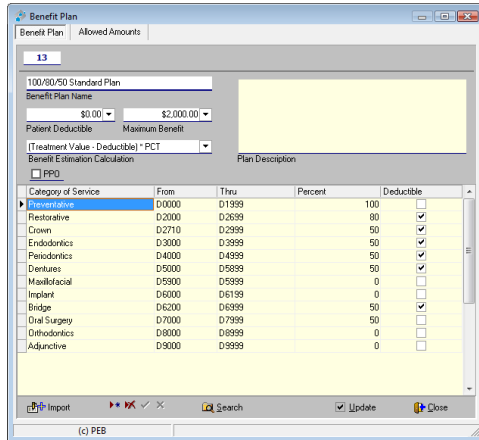 Benefit Plan
Benefit Plan Allowed Amounts
13
100/80/50 Standard Plan
Benefit Plan Name
$0.00 $2,000.00
Patient Deductible Maximum Benefit
(Treatment Value - Deductible) * PCT
Benefit Estimation Calculation Plan Description
PPO
Category of Service From Thru Percent Deductible
Preventative D0000 D1999 100
Restorative D2000 D2699 80
Crown D2710 D2999 50
Endodontics D3000 D3999 50
Periodontics D4000 D4999 50
Dentures D5000 D5899 50
Maxillofacial D5900 D5999 0
Implant D6000 D6199 0
Bridge D6200 D6999 50
Oral Surgery D7000 D7999 50
Orthodontics D8000 D8999 0
Adjunctive D9000 D9999 0
Import Search Update Close
(c) PEB